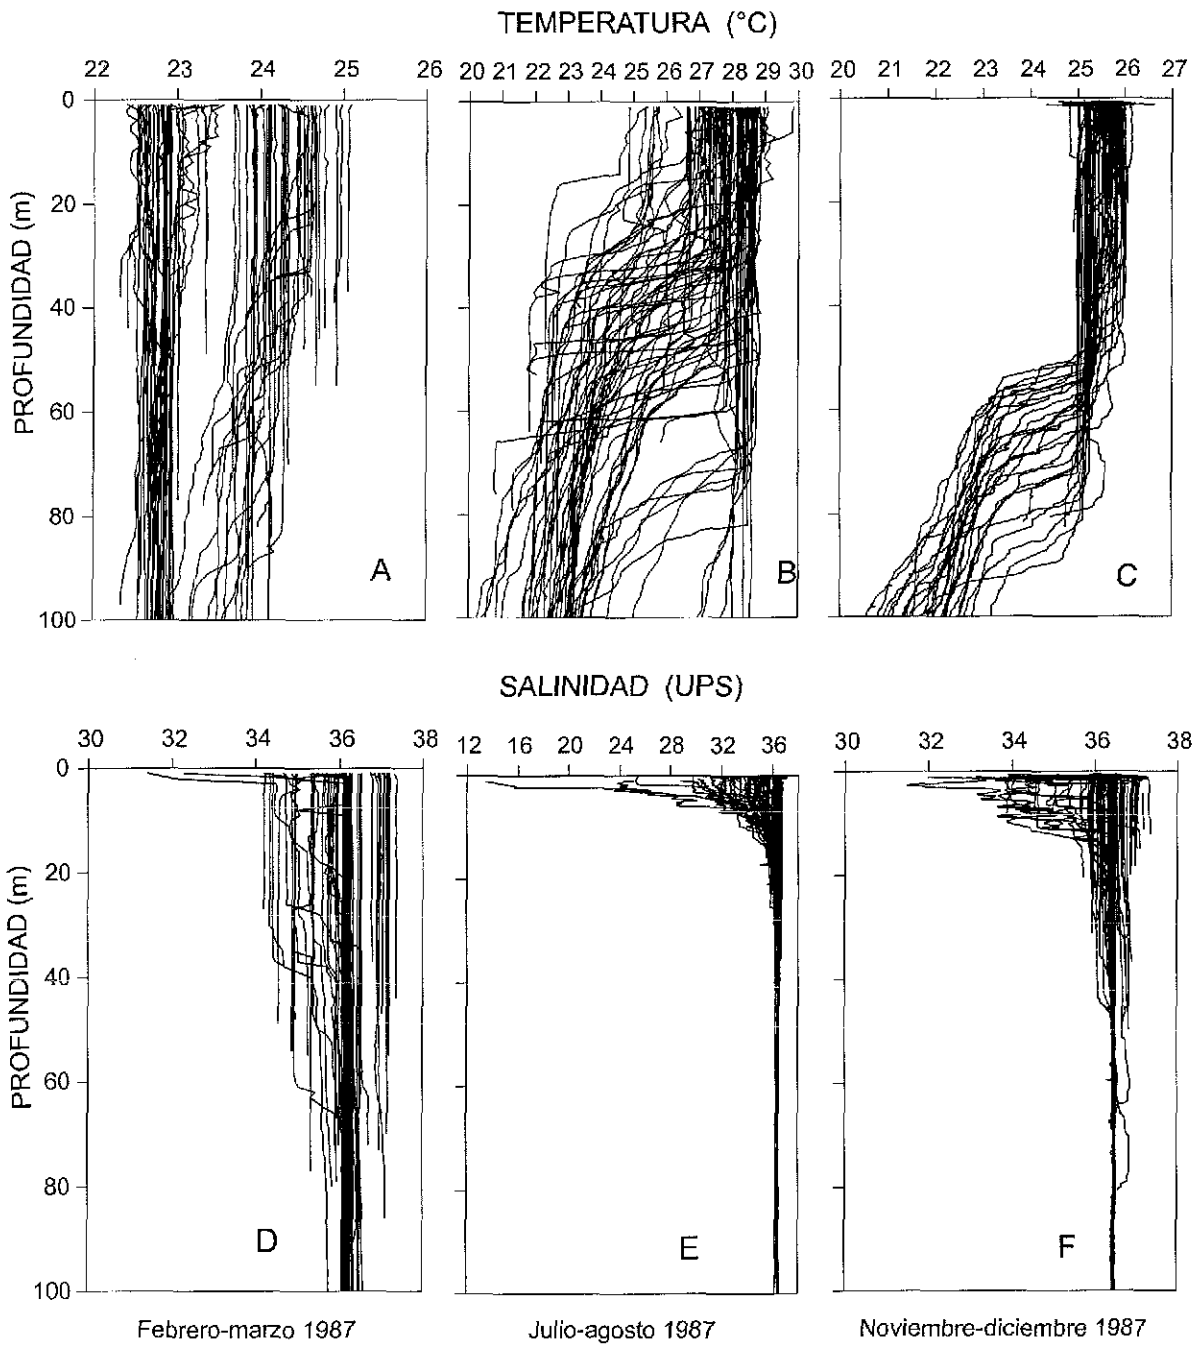 TEMPERATURA (°C)
22 23 24 25 26
20 21 22 23 24 25 26 27 28 29 30
20 21 22 23 24 25 26 27
PROFUNDIDAD (m)
0
20
40
60
80
100
A
B
C
SALINIDAD (UPS)
30 32 34 36 38
12 16 20 24 28 32 36
30 32 34 36 38
PROFUNDIDAD (m)
0
20
40
60
80
100
D
E
F
Febrero-marzo 1987
Julio-agosto 1987
Noviembre-diciembre 1987